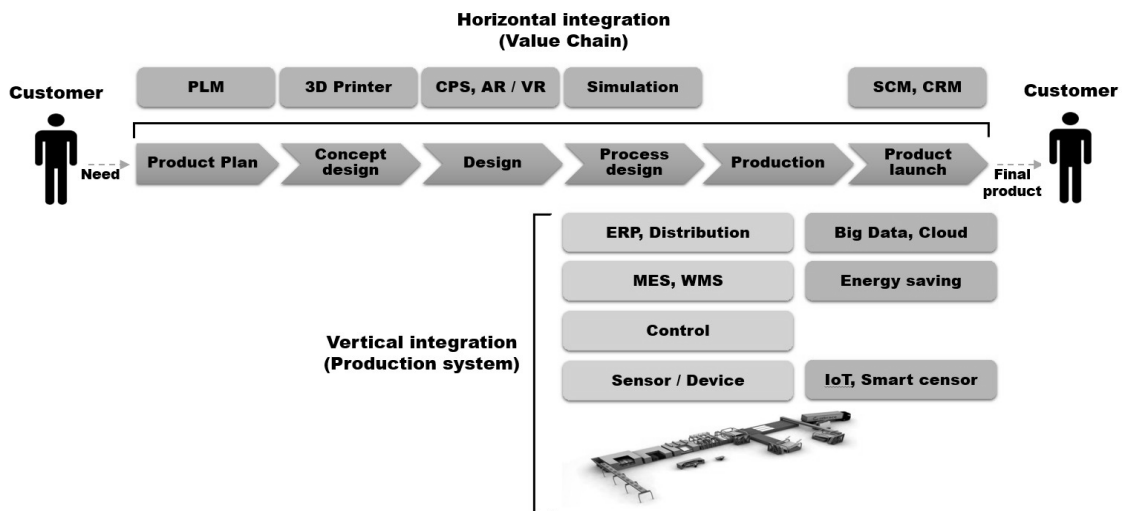 Horizontal integration
(Value Chain)
PLM
3D Printer
CPS, AR / VR
Simulation
SCM, CRM
Customer
Customer
Need
Product Plan
Concept
design
Design
Process
design
Production
Product
launch
Final
product
ERP, Distribution
Big Data, Cloud
MES, WMS
Energy saving
Vertical integration
(Production system)
Control
Sensor / Device
IoT, Smart censor